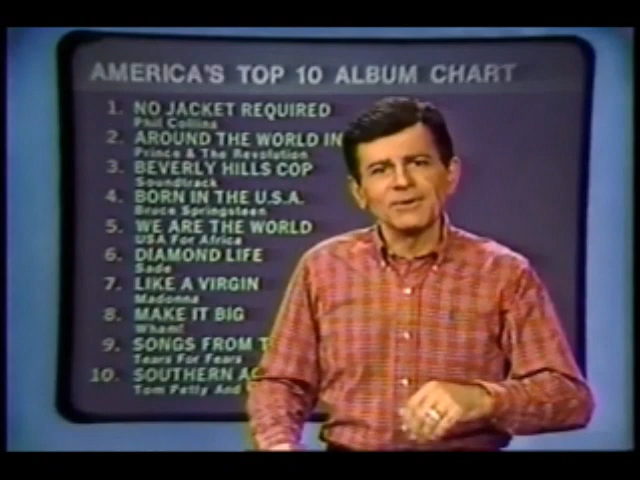 AMERICA'S TOP 10 ALBUM CHART
1. NO JACKET REQUIRED
Phil Collins
2. AROUND THE WORLD IN
Prince & The Revolution
3. BEVERLY HILLS COP
Soundtrack
4. BORN IN THE U.S.A.
Bruce Springsteen
5. WE ARE THE WORLD
USA For Africa
6. DIAMOND LIFE
Sade
7. LIKE A VIRGIN
Madonna
8. MAKE IT BIG
Wham!
9. SONGS FROM T
Tears For Fears
10. SOUTHERN AC
Tom Petty And